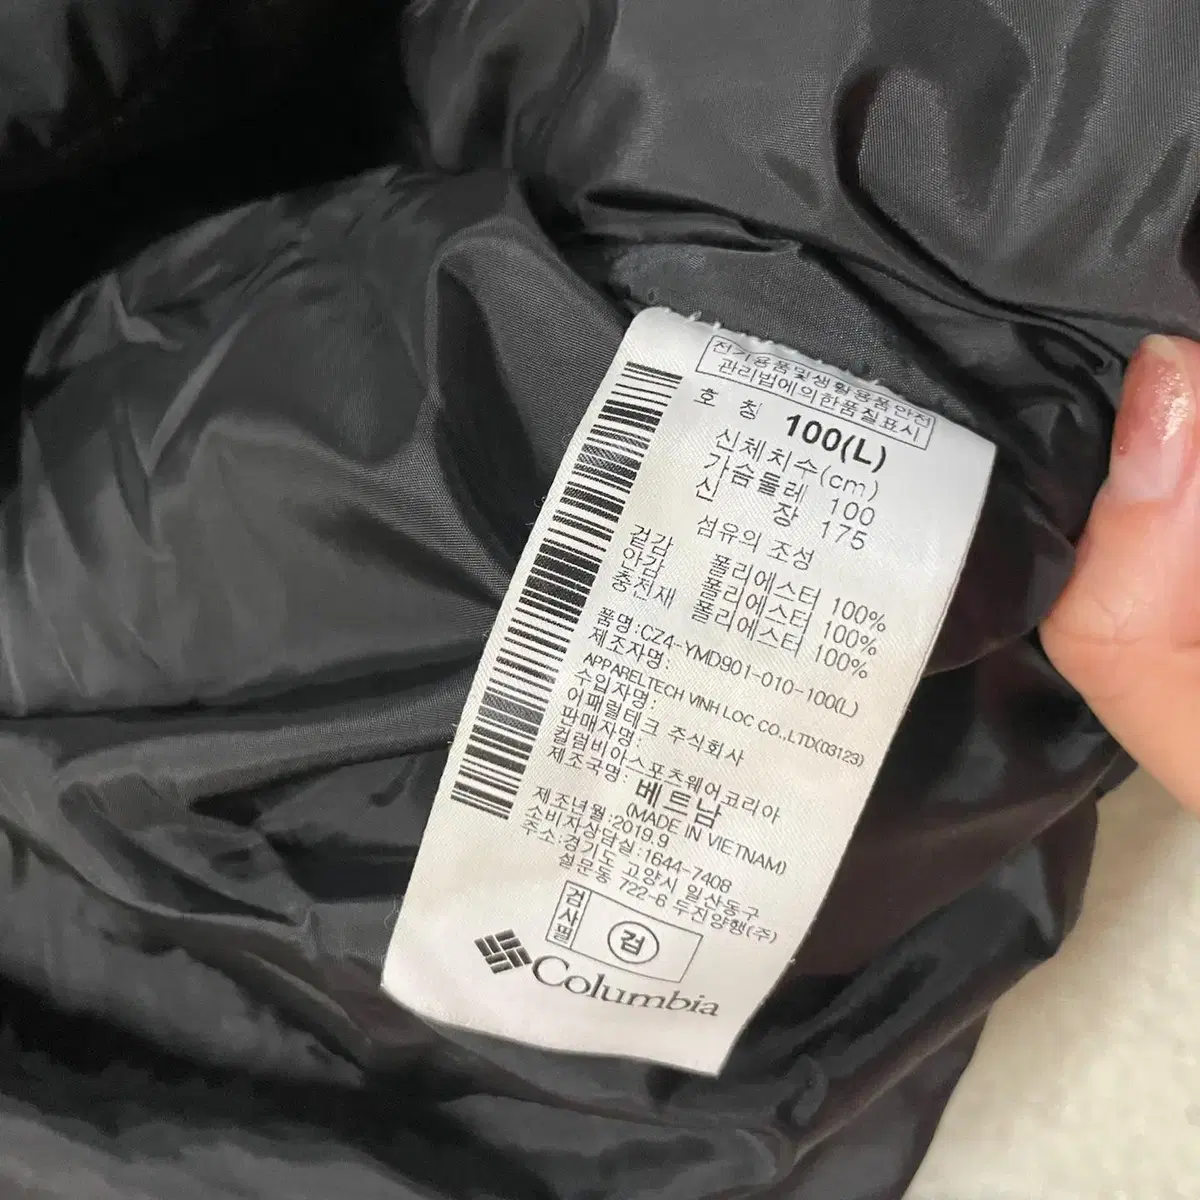 전기용품및생활용품안전
관리법에의한품질표시
호 칭 100(L)
신체치수(cm)
가슴둘레 100
신 장 175
섬유의 조성
겉감 폴리에스터 100%
안감 폴리에스터 100%
충전재 폴리에스터 100%
품명:CZ4-YMD901-010-100(L)
제조자명:
APPARELTECH VINH LOC CO.,LTD(03123)
수입자명:
어패럴테크 주식회사
판매자명:
컬럼비아스포츠웨어코리아
제조국명: 베트남
(MADE IN VIETNAM)
제조년월:2019.9
소비자상담실:1644-7408
주소:경기도 고양시 일산동구
설문동 722-6 두진양행(주)
검사필 검
Columbia